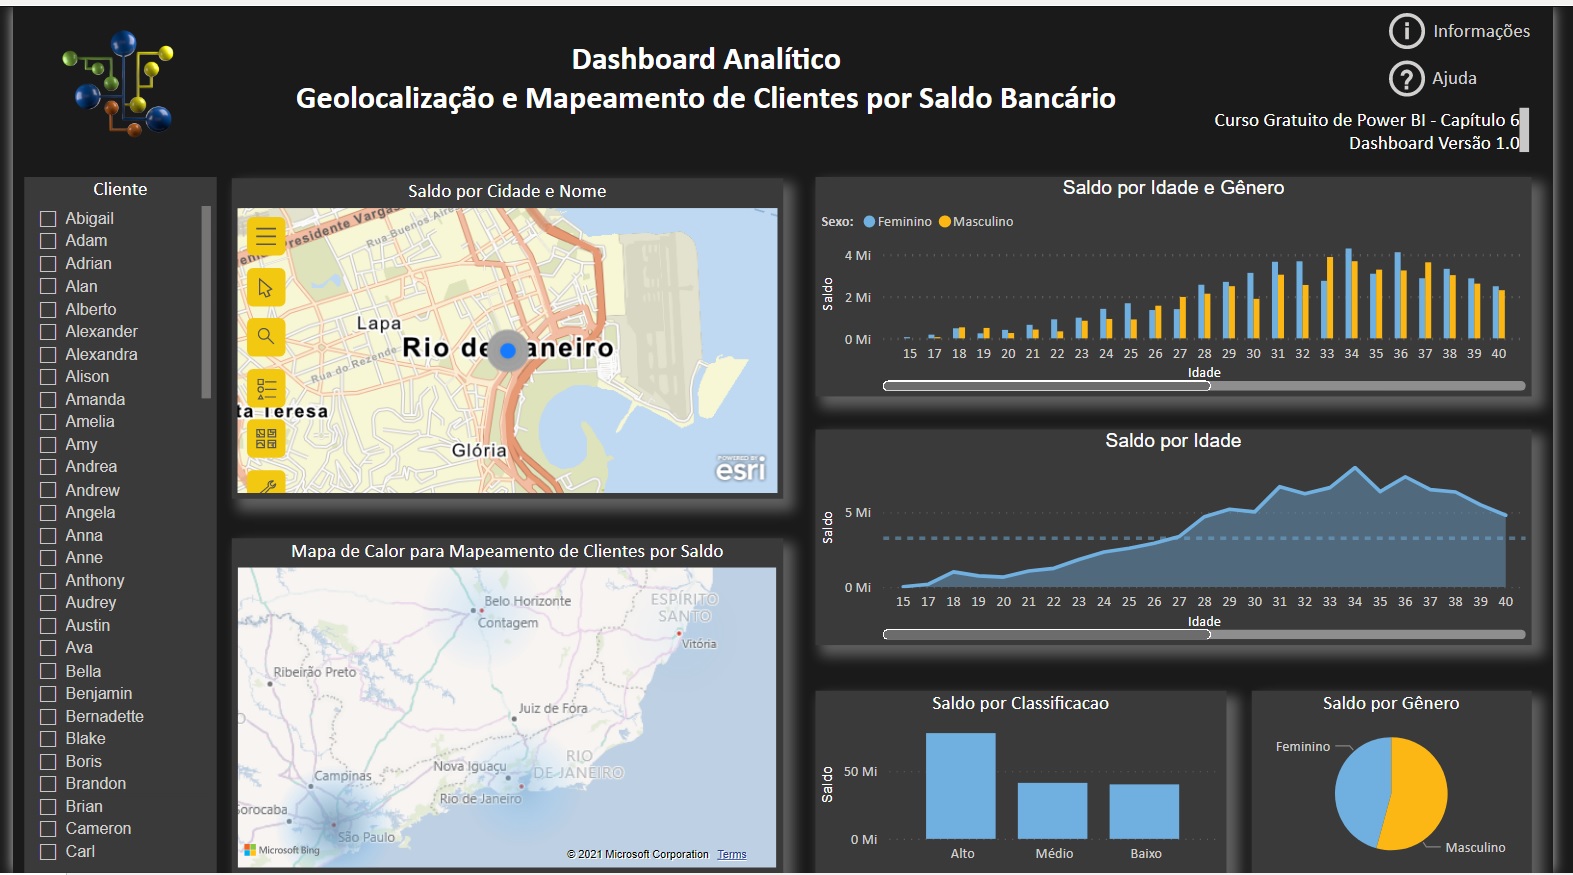 Dashboard Analítico
Geolocalização e Mapeamento de Clientes por Saldo Bancário
Informações
Ajuda
Curso Gratuito de Power BI - Capítulo 6
Dashboard Versão 1.0
Cliente
Abigail
Adam
Adrian
Alan
Alberto
Alexander
Alexandra
Alison
Amanda
Amelia
Amy
Andrea
Andrew
Angela
Anna
Anne
Anthony
Audrey
Austin
Ava
Bella
Benjamin
Bernadette
Blake
Boris
Brandon
Brian
Cameron
Carl
Saldo por Cidade e Nome
Rua Buenos Aires
Lapa
Rio de Janeiro
Rua do Rezende
ta Teresa
Glória
POWERED BY
esri
Mapa de Calor para Mapeamento de Clientes por Saldo
Belo Horizonte
Contagem
ESPÍRITO
SANTO
Vitória
Ribeirão Preto
Juiz de Fora
RIO
DE JANEIRO
Nova Iguaçu
Campinas
Rio de Janeiro
orocaba
São Paulo
Microsoft Bing
© 2021 Microsoft Corporation Terms
Saldo por Idade e Gênero
Sexo: Feminino Masculino
Saldo
4 Mi
2 Mi
0 Mi
15 17 18 19 20 21 22 23 24 25 26 27 28 29 30 31 32 33 34 35 36 37 38 39 40
Idade
Saldo por Idade
Saldo
5 Mi
0 Mi
15 17 18 19 20 21 22 23 24 25 26 27 28 29 30 31 32 33 34 35 36 37 38 39 40
Idade
Saldo por Classificacao
Saldo
50 Mi
0 Mi
Alto Médio Baixo
Saldo por Gênero
Feminino
Masculino